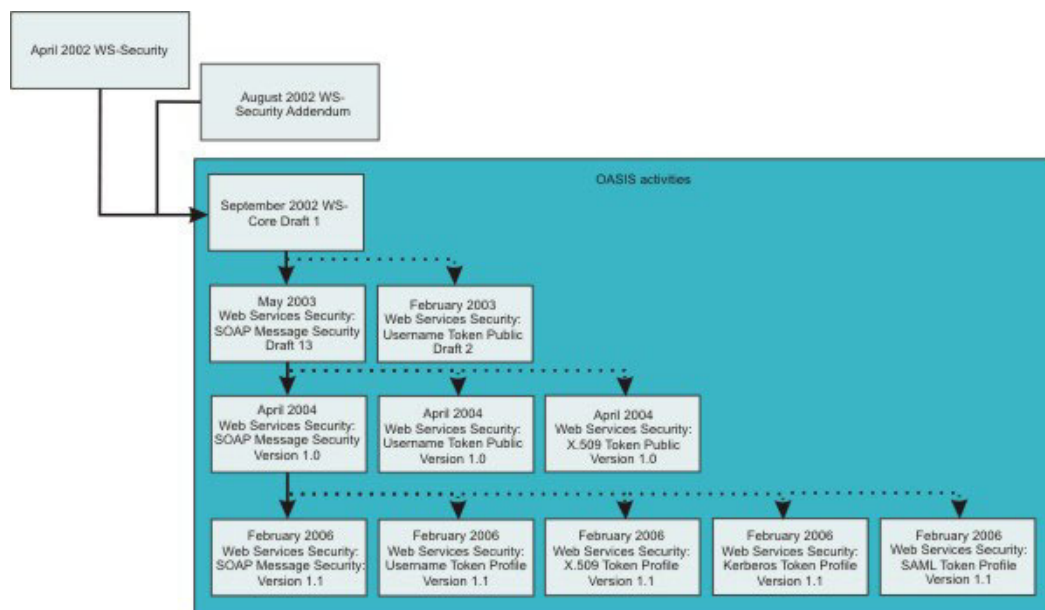 April 2002 WS-Security
August 2002 WS-
Security Addendum
OASIS activities
September 2002 WS-
Core Draft 1
May 2003
Web Services Security:
SOAP Message Security
Draft 13
February 2003
Web Services Security:
Username Token Public
Draft 2
April 2004
Web Services Security:
SOAP Message Security
Version 1.0
April 2004
Web Services Security:
Username Token Public
Version 1.0
April 2004
Web Services Security:
X.509 Token Public
Version 1.0
February 2006
Web Services Security:
SOAP Message Security:
Version 1.1
February 2006
Web Services Security:
Username Token Profile
Version 1.1
February 2006
Web Services Security:
X.509 Token Profile
Version 1.1
February 2006
Web Services Security:
Kerberos Token Profile
Version 1.1
February 2006
Web Services Security:
SAML Token Profile
Version 1.1